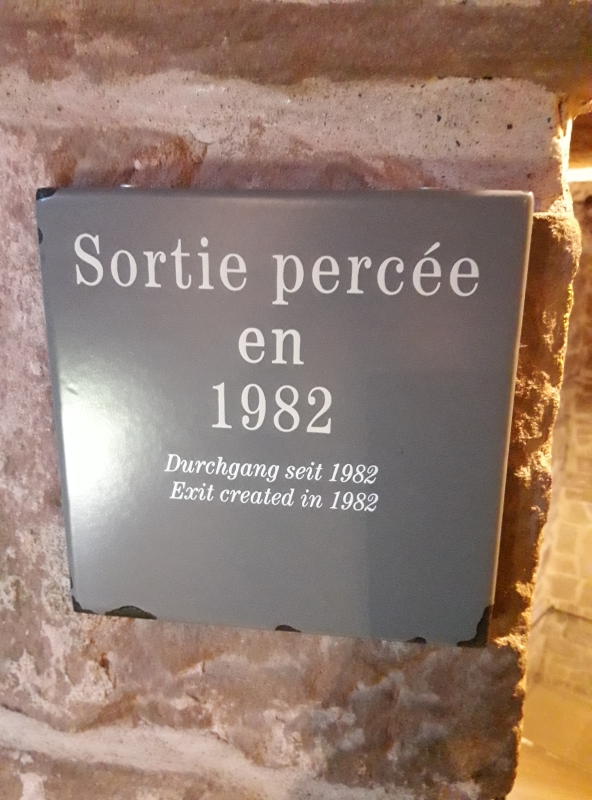 Sortie percée
en
1982
Durchgang seit 1982
Exit created in 1982